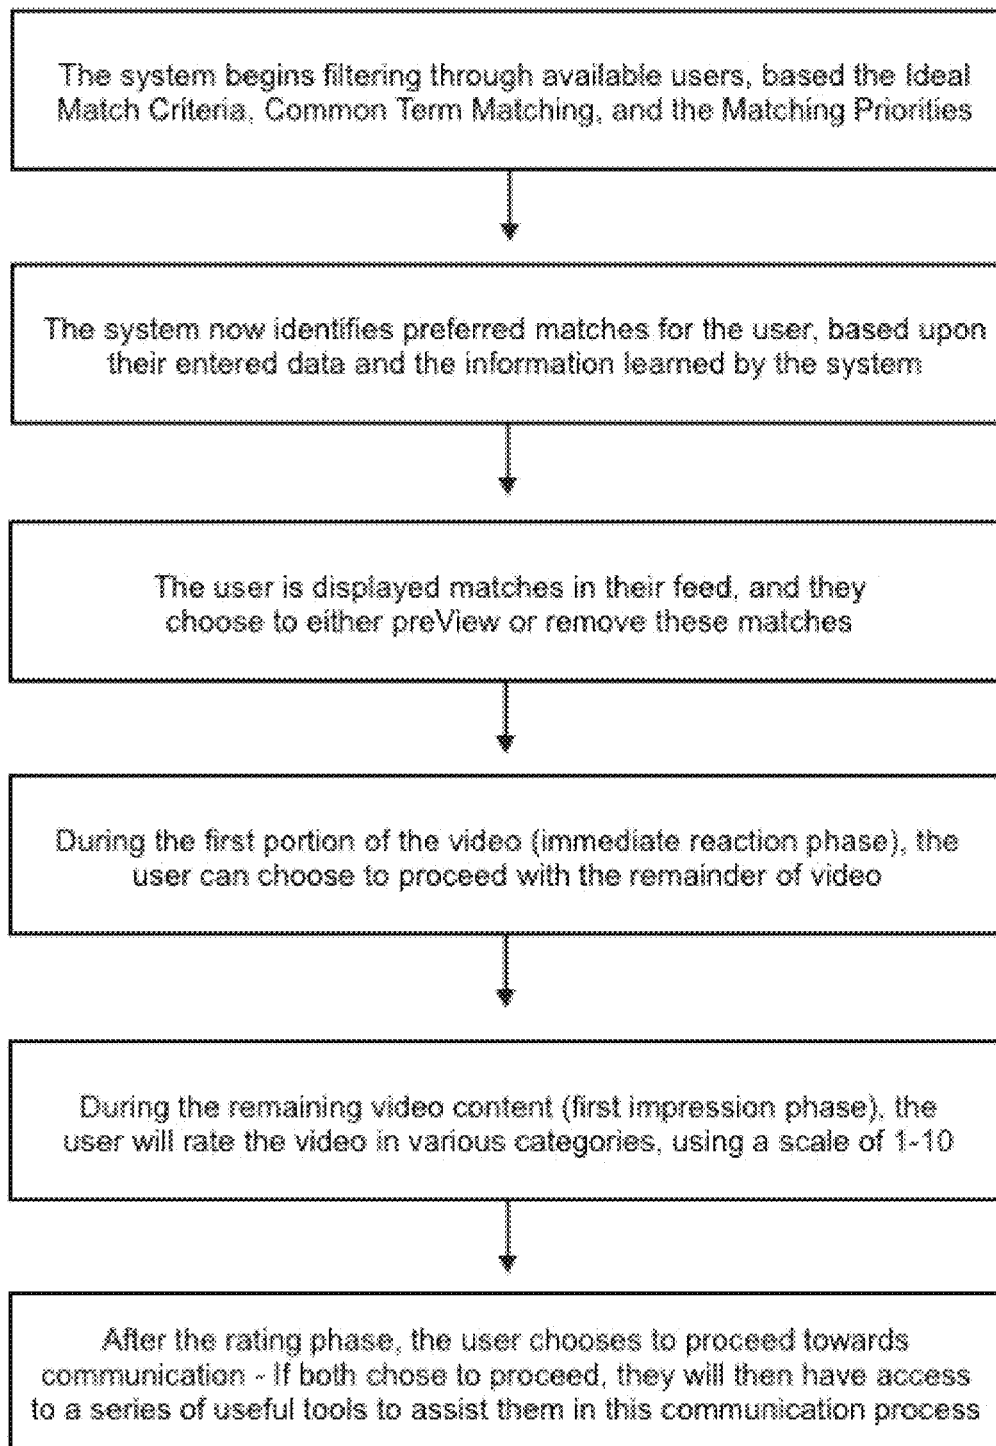 The system begins filtering through available users, based the Ideal
Match Criteria, Common Term Matching, and the Matching Priorities
The system now identifies preferred matches for the user, based upon
their entered data and the information learned by the system
The user is displayed matches in their feed, and they
choose to either preView or remove these matches
During the first portion of the video (immediate reaction phase), the
user can choose to proceed with the remainder of video
During the remaining video content (first impression phase), the
user will rate the video in various categories, using a scale of 1-10
After the rating phase, the user chooses to proceed towards
communication - If both chose to proceed, they will then have access
to a series of useful tools to assist them in this communication process